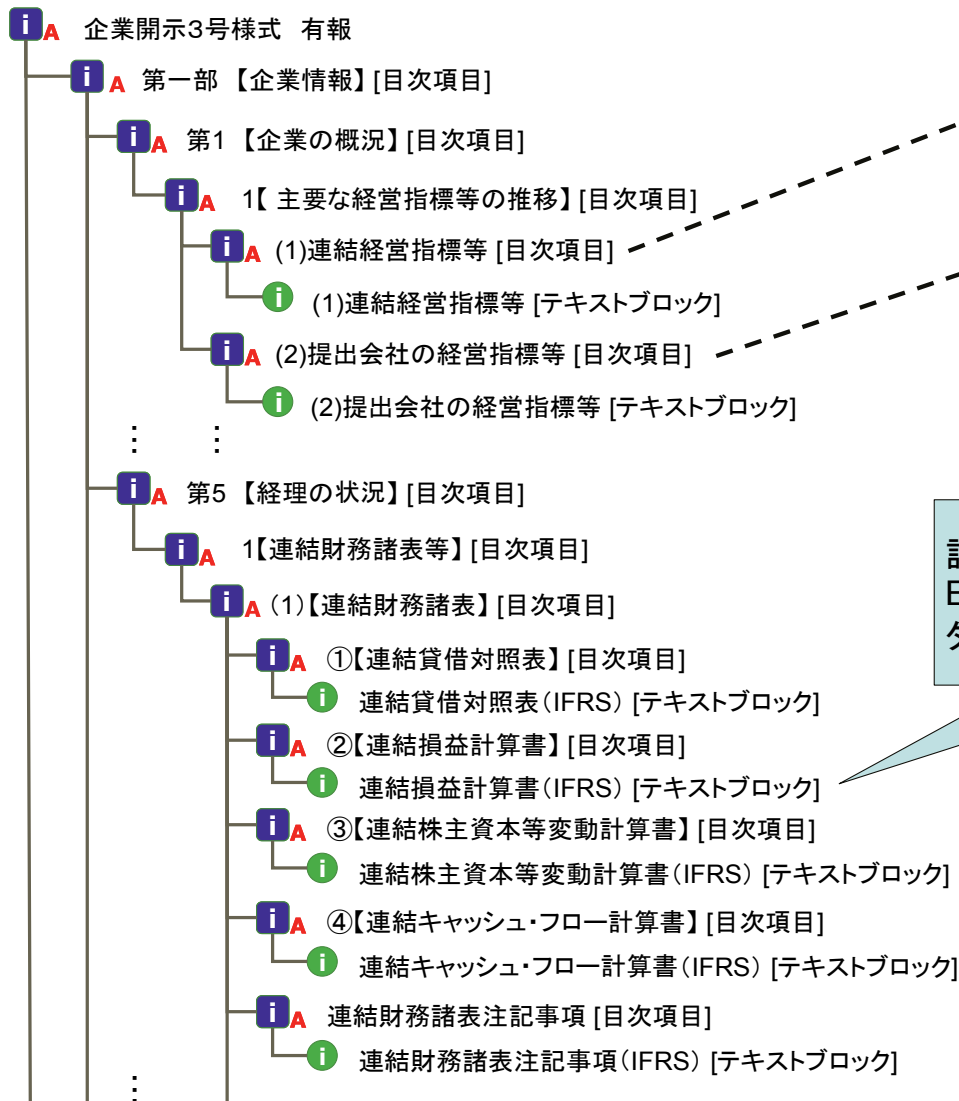 企業開示3号様式 有報
第一部 【企業情報】 [目次項目]
第1 【企業の概況】 [目次項目]
1【 主要な経営指標等の推移】 [目次項目]
(1)連結経営指標等 [目次項目]
(1)連結経営指標等 [テキストブロック]
(2)提出会社の経営指標等 [目次項目]
(2)提出会社の経営指標等 [テキストブロック]
第5 【経理の状況】 [目次項目]
1【連結財務諸表等】 [目次項目]
(1)【連結財務諸表】 [目次項目]
①【連結貸借対照表】 [目次項目]
連結貸借対照表(IFRS) [テキストブロック]
②【連結損益計算書】 [目次項目]
連結損益計算書(IFRS) [テキストブロック]
③【連結株主資本等変動計算書】 [目次項目]
連結株主資本等変動計算書(IFRS) [テキストブロック]
④【連結キャッシュ・フロー計算書】 [目次項目]
連結キャッシュ・フロー計算書(IFRS) [テキストブロック]
連結財務諸表注記事項 [目次項目]
連結財務諸表注記事項(IFRS) [テキストブロック]